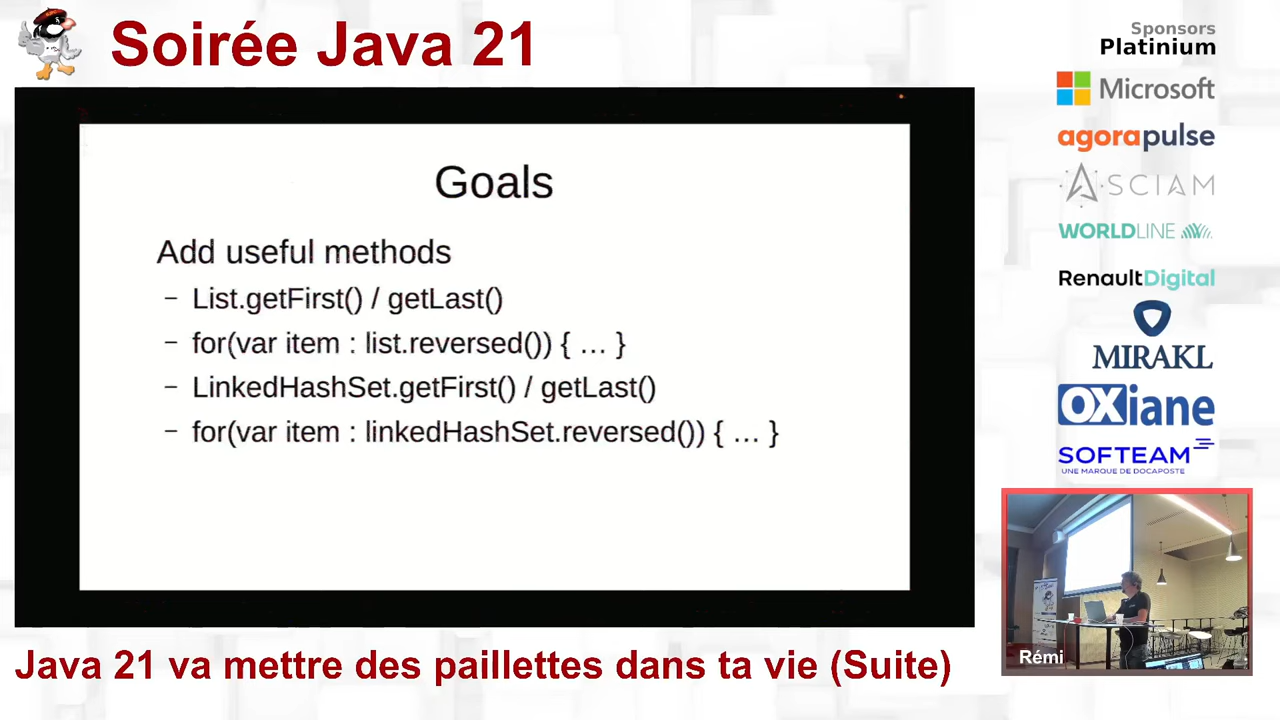 Soirée Java 21
Sponsors
Platinium
Microsoft
agorapulse
ASCIAM
WORLDLINE
RenaultDigital
MIRAKL
OXiane
SOFTEAM
UNE MARQUE DE DOCAPOSTE
Goals
Add useful methods
– List.getFirst() / getLast()
– for(var item : list.reversed()) { … }
– LinkedHashSet.getFirst() / getLast()
– for(var item : linkedHashSet.reversed()) { … }
Rémi
Java 21 va mettre des paillettes dans ta vie (Suite)